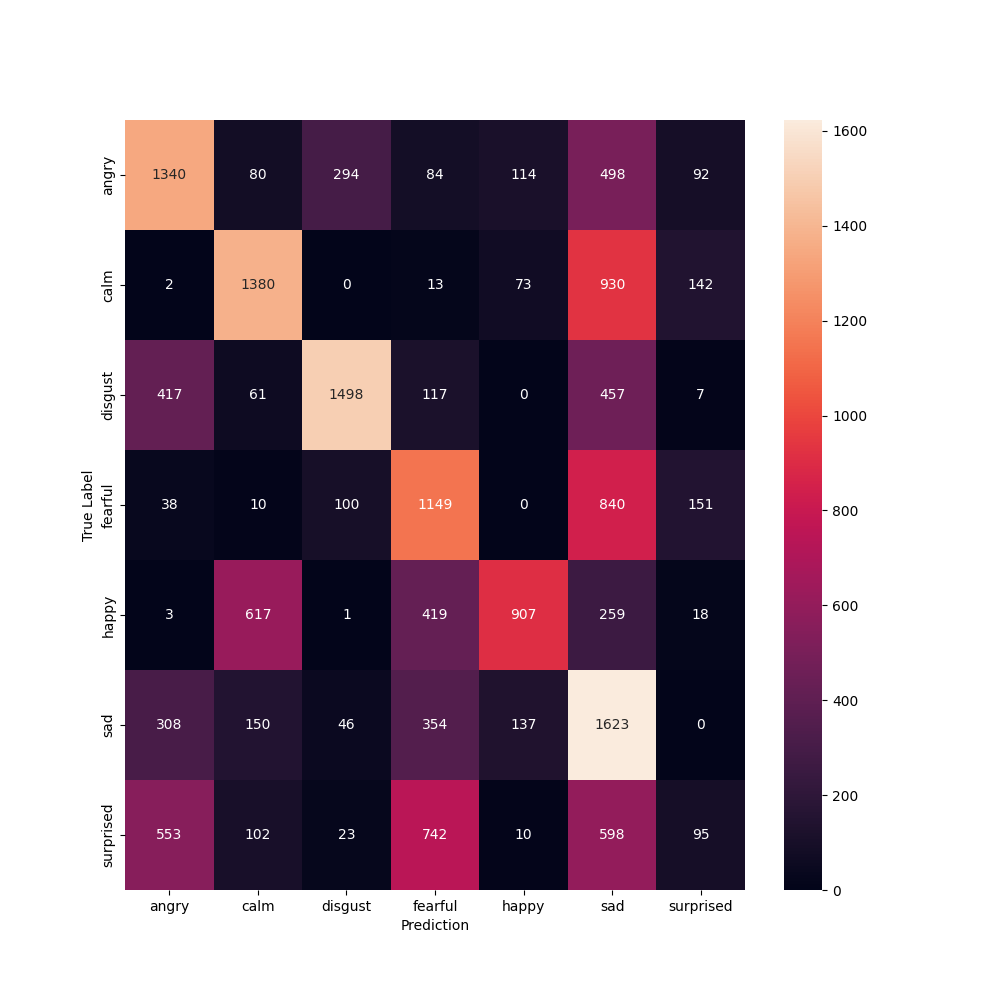 True Label
angry 1340 80 294 84 114 498 92
calm 2 1380 0 13 73 930 142
disgust 417 61 1498 117 0 457 7
fearful 38 10 100 1149 0 840 151
happy 3 617 1 419 907 259 18
sad 308 150 46 354 137 1623 0
surprised 553 102 23 742 10 598 95
angry calm disgust fearful happy sad surprised
Prediction
1600
1400
1200
1000
800
600
400
200
0